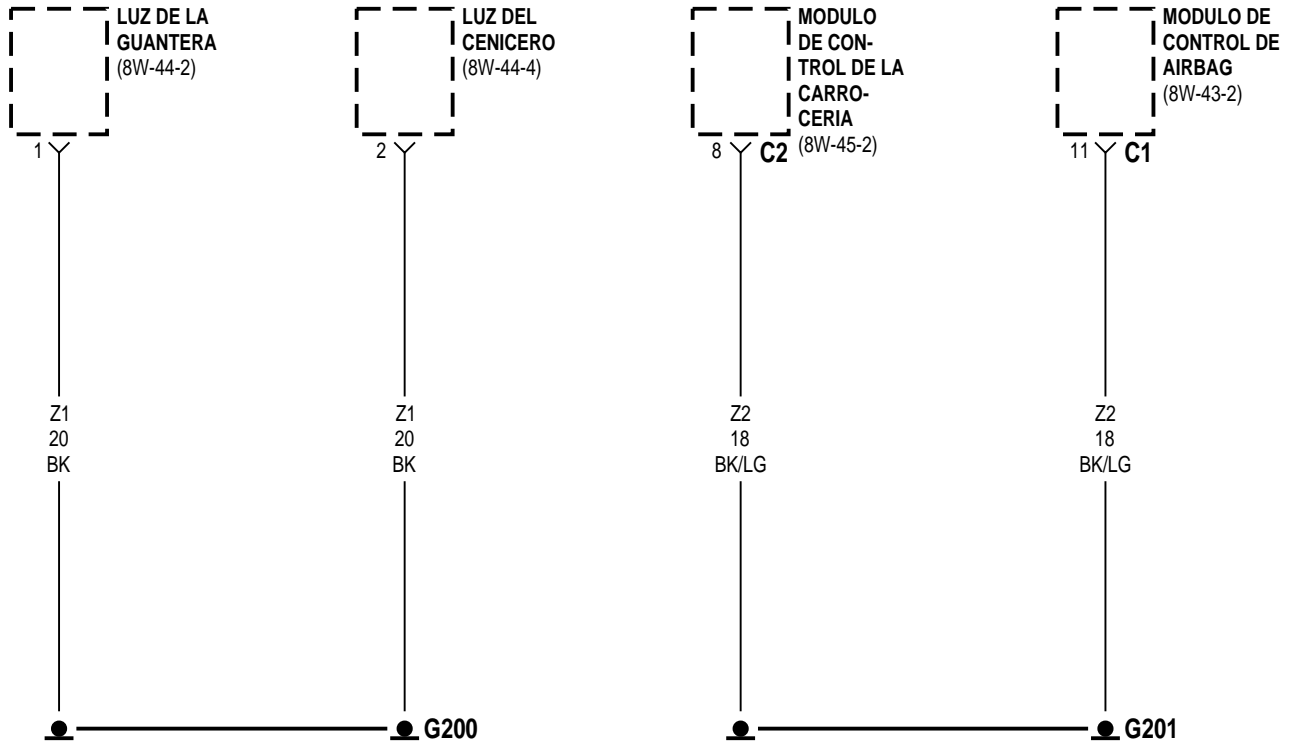 LUZ DE LA
GUANTERA
(8W-44-2)
1
LUZ DEL
CENICERO
(8W-44-4)
2
MODULO
DE CON-
TROL DE LA
CARRO-
CERIA
(8W-45-2)
8 C2
MODULO DE
CONTROL DE
AIRBAG
(8W-43-2)
11 C1
Z1
20
BK
Z1
20
BK
Z2
18
BK/LG
Z2
18
BK/LG
G200
G201